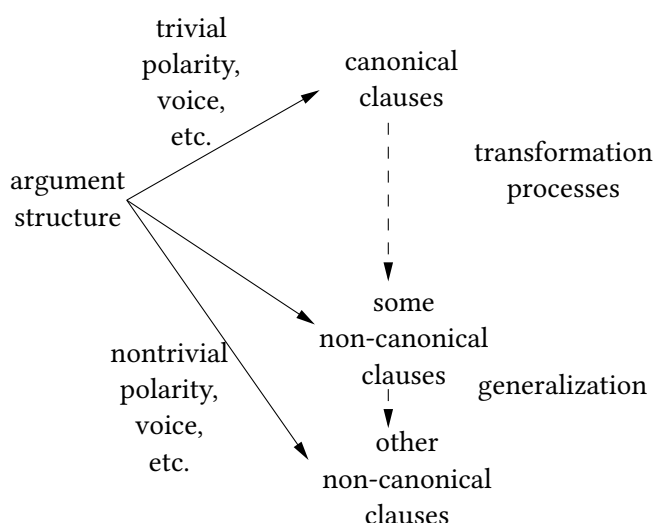 trivial
polarity,
voice,
etc.
canonical
clauses
transformation
processes
argument
structure
some
non-canonical
clauses
nontrivial
polarity,
voice,
etc.
generalization
other
non-canonical
clauses